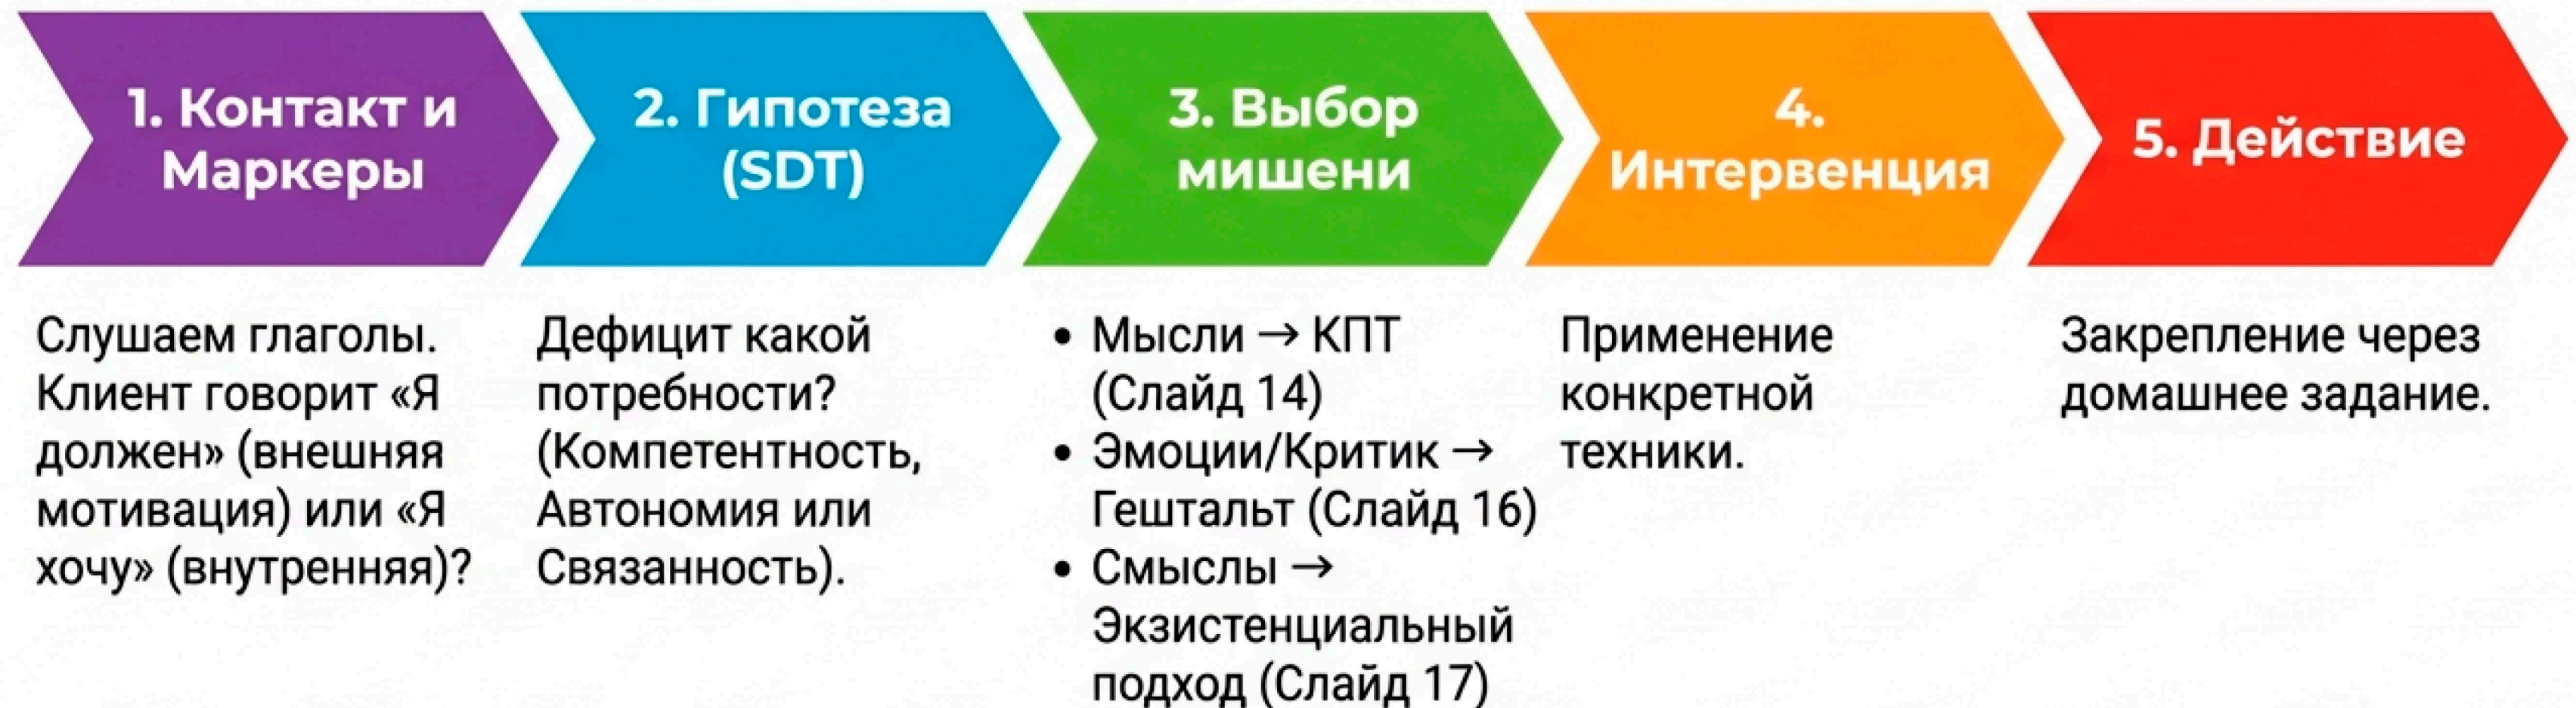 1. Контакт и
Маркеры
2. Гипотеза
(SDT)
3. Выбор
мишени
4.
Интервенция
5. Действие
Слушаем глаголы.
Клиент говорит «Я
должен» (внешняя
мотивация) или «Я
хочу» (внутренняя)?
Дефицит какой
потребности?
(Компетентность,
Автономия или
Связанность).
• Мысли → КПТ
(Слайд 14)
• Эмоции/Критик →
Гештальт (Слайд 16)
• Смыслы →
Экзистенциальный
подход (Слайд 17)
Применение
конкретной
техники.
Закрепление через
домашнее задание.